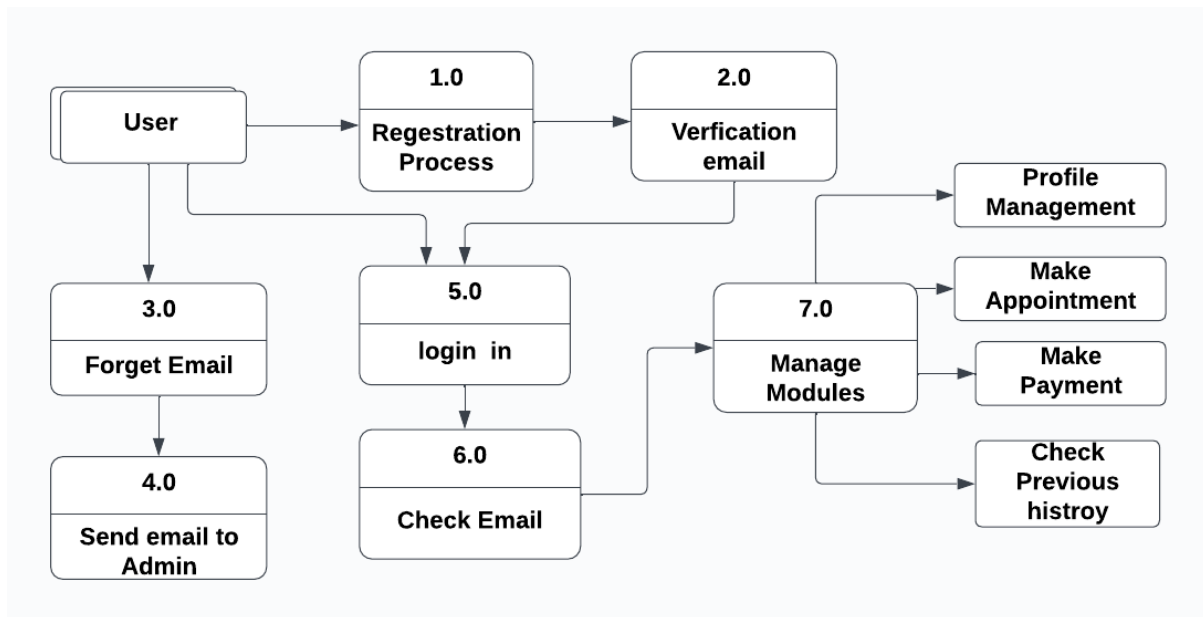 User
1.0
Regestration
Process
2.0
Verfication
email
3.0
Forget Email
4.0
Send email to
Admin
5.0
login in
6.0
Check Email
7.0
Manage
Modules
Profile
Management
Make
Appointment
Make
Payment
Check
Previous
histroy